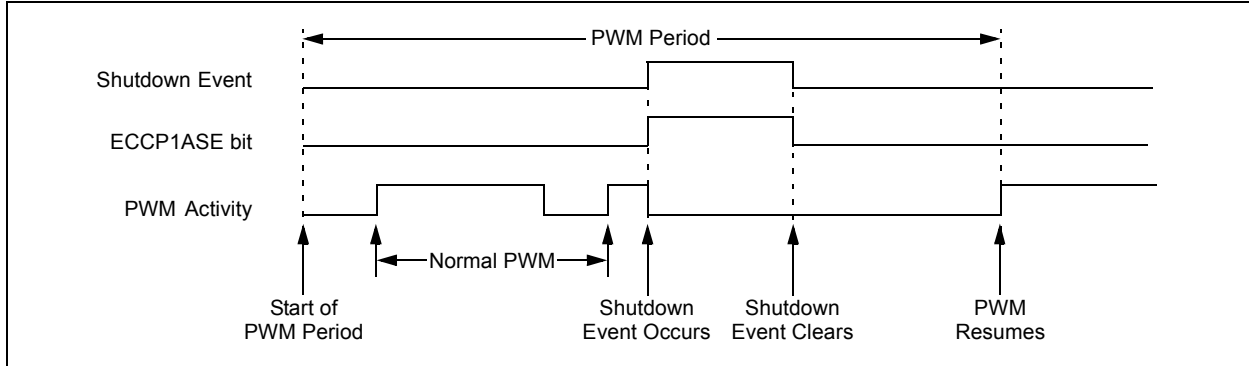 PWM Period
Shutdown Event
ECCP1ASE bit
PWM Activity
Normal PWM
Start of
PWM Period
Shutdown
Event Occurs
Shutdown
Event Clears
PWM
Resumes